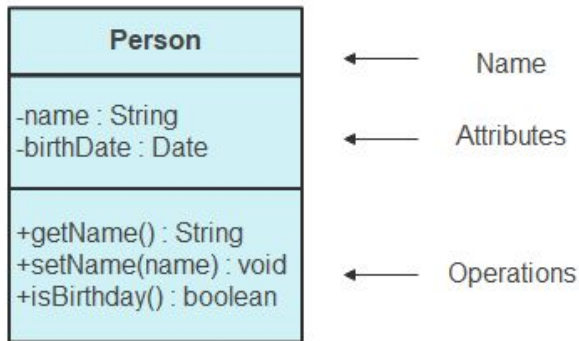 Person
Name
-name : String
-birthDate : Date
Attributes
+getName() : String
+setName(name) : void
+isBirthday() : boolean
Operations